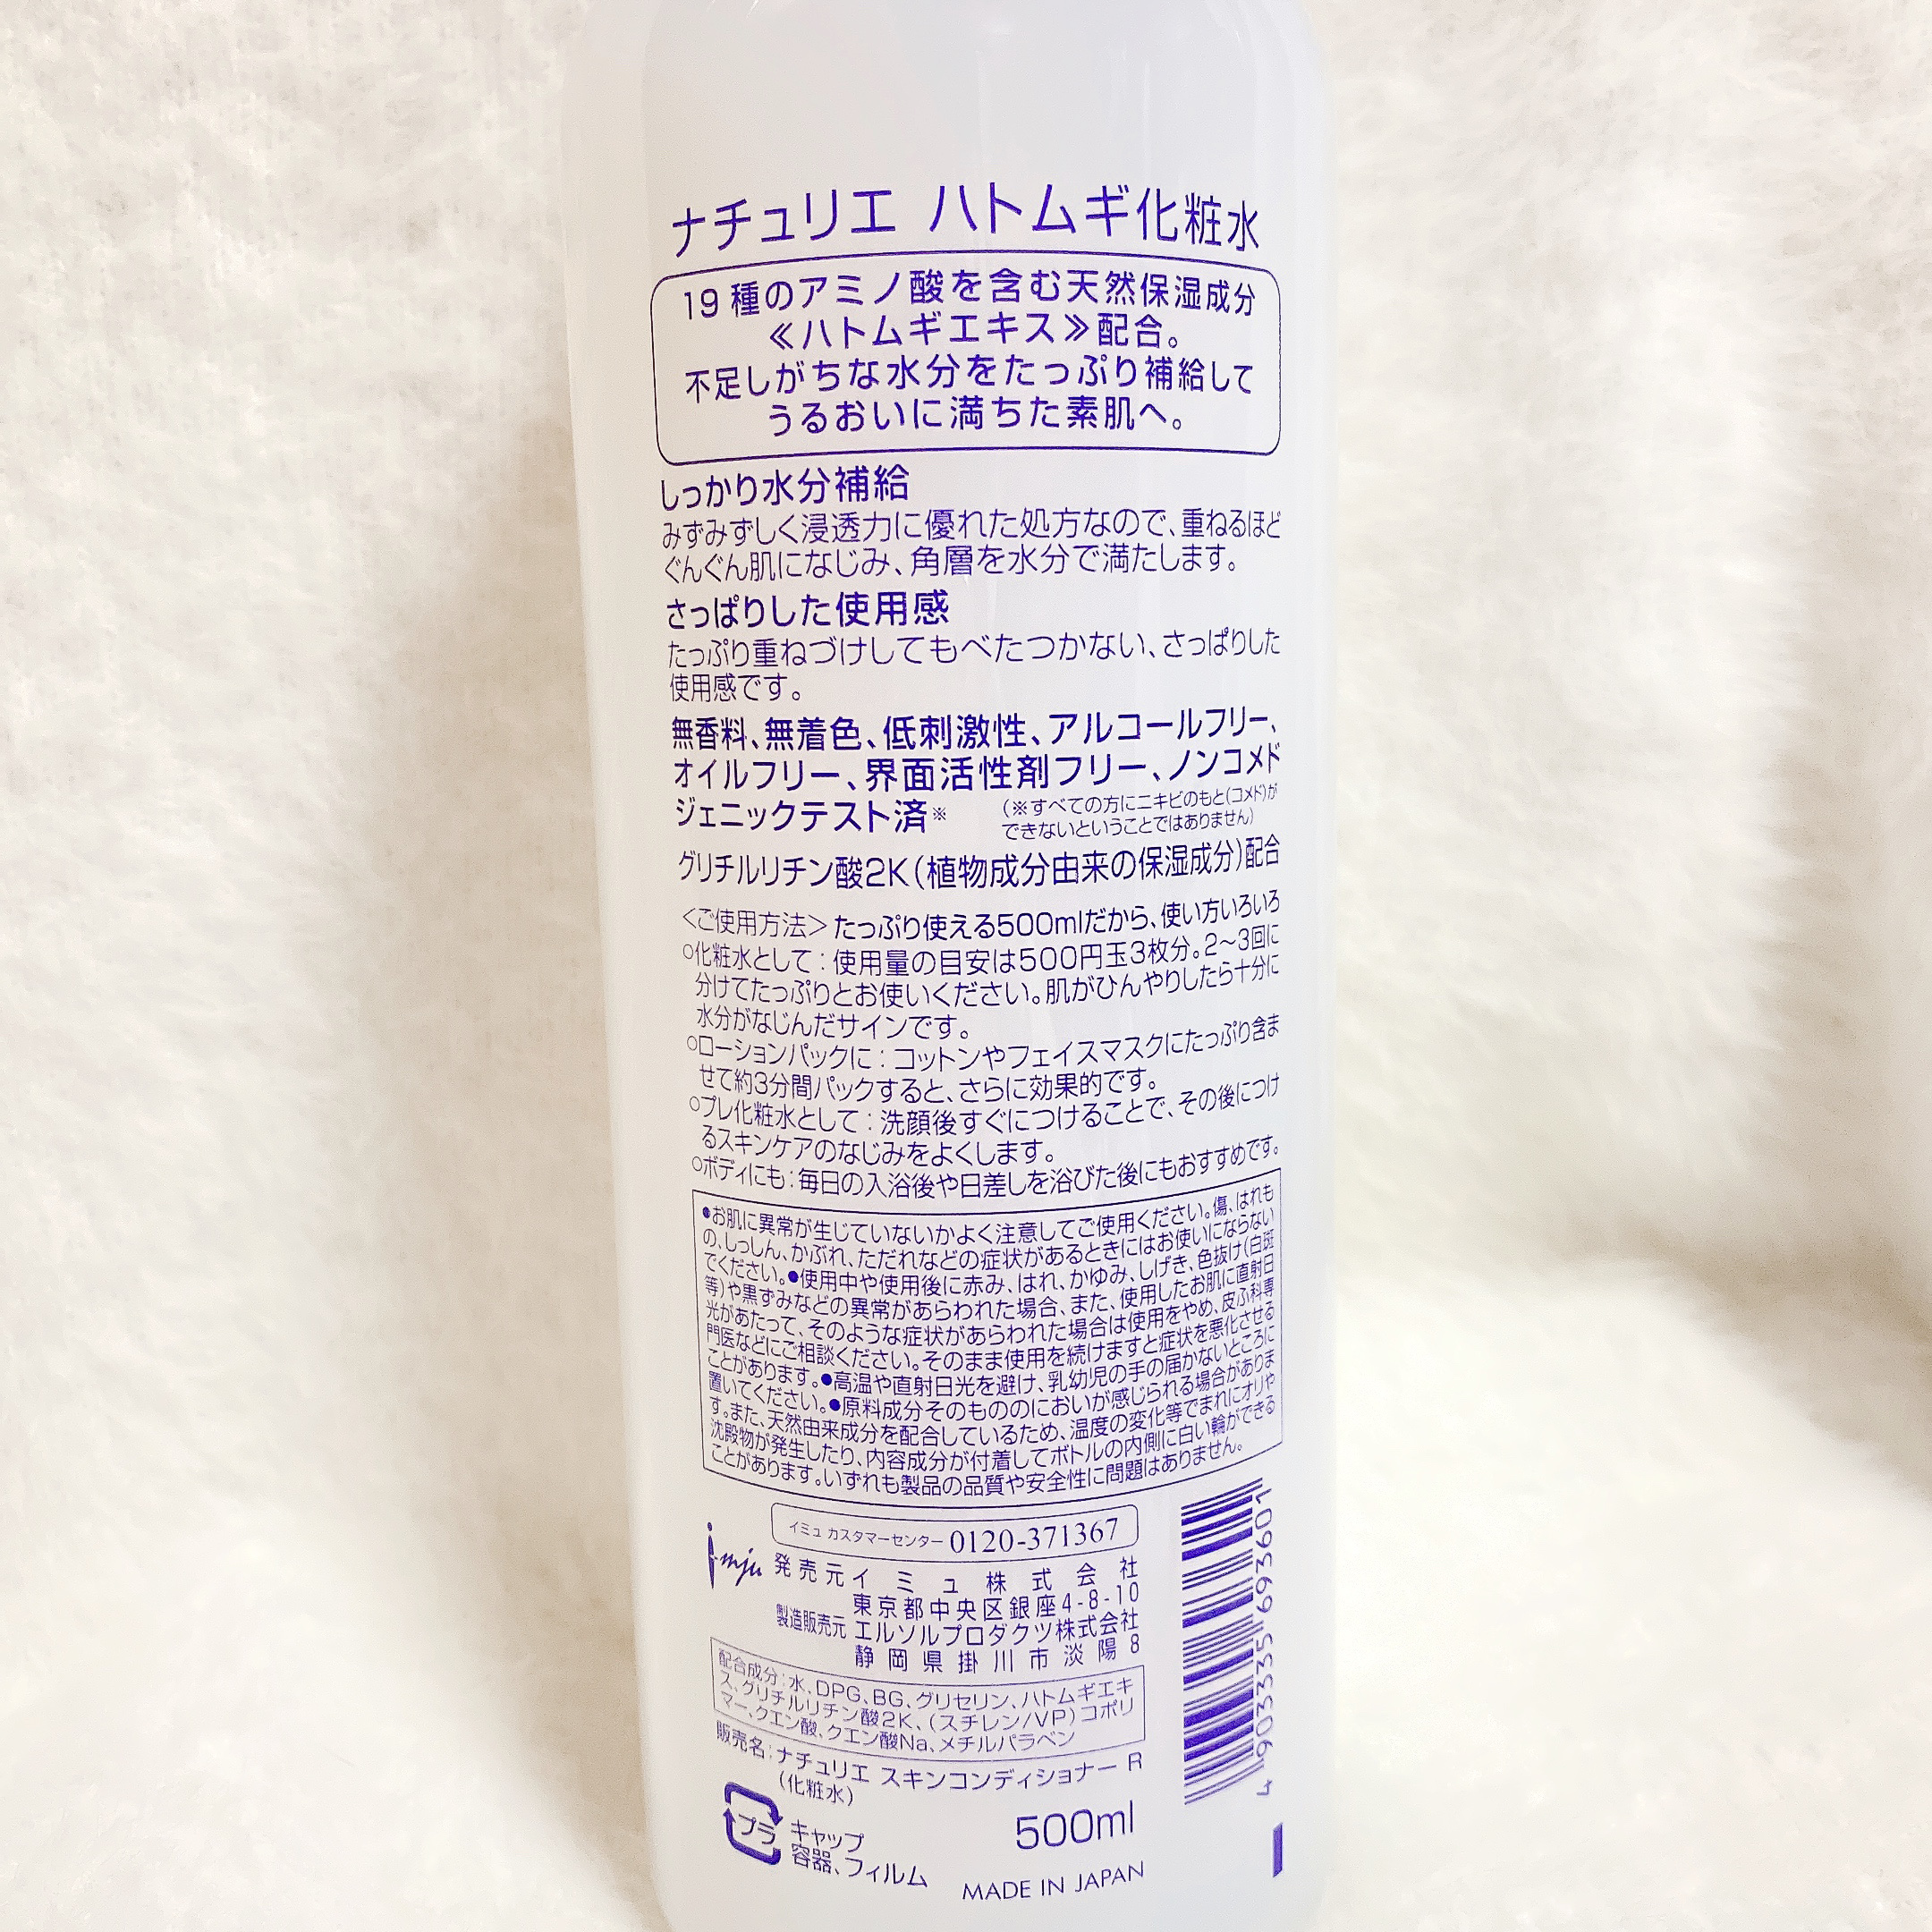 ナチュリエ ハトムギ化粧水
19種のアミノ酸を含む天然保湿成分
≪ハトムギエキス≫配合。
不足しがちな水分をたっぷり補給して
うるおいに満ちた素肌へ。
しっかり水分補給
みずみずしく浸透力に優れた処方なので、重ねるほど
ぐんぐん肌になじみ、角層を水分で満たします。
さっぱりした使用感
たっぷり重ねづけしてもべたつかない、さっぱりした
使用感です。
無香料、無着色、低刺激性、アルコールフリー、
オイルフリー、界面活性剤フリー、ノンコメド
ジェニックテスト済※
(※すべての方にニキビのもと(コメド)が
できないということではありません)
グリチルリチン酸2K(植物成分由来の保湿成分)配合
<ご使用方法>たっぷり使える500mlだから、使い方いろいろ
○化粧水として:使用量の目安は500円玉3枚分。2〜3回に
分けてたっぷりとお使いください。肌がひんやりしたら十分に
水分がなじんだサインです。
○ローションパックに:コットンやフェイスマスクにたっぷり含ま
せて約3分間パックすると、さらに効果的です。
○プレ化粧水として:洗顔後すぐにつけることで、その後につけ
るスキンケアのなじみをよくします。
○ボディにも:毎日の入浴後や日差しを浴びた後にもおすすめです。
●お肌に異常が生じていないかよく注意してご使用ください。傷、はれも
の、しっしん、かぶれ、ただれなどの症状があるときにはお使いにならない
でください。●使用中や使用後に赤み、はれ、かゆみ、しげき、色抜け(白斑
等)や黒ずみなどの異常があらわれた場合、また、使用したお肌に直射日
光があたって、そのような症状があらわれた場合は使用をやめ、皮ふ科専
門医などにご相談ください。そのまま使用を続けますと症状を悪化させる
ことがあります。●高温や直射日光を避け、乳幼児の手の届かないところに
置いてください。●原料成分そのもののにおいが感じられる場合がありま
す。また、天然由来成分を配合しているため、温度の変化等でまれにオリや
沈殿物が発生したり、内容成分が付着してボトルの内側に白い輪ができる
ことがあります。いずれも製品の品質や安全性に問題はありません。
イミュ カスタマーセンター 0120-371367
imju
発売元 イミュ株式会社
東京都中央区銀座4-8-10
製造販売元 エルソルプロダクツ株式会社
静岡県掛川市淡陽8
配合成分:水、DPG、BG、グリセリン、ハトムギエキ
ス、グリチルリチン酸2K、(スチレン/VP)コポリ
マー、クエン酸、クエン酸Na、メチルパラベン
販売名:ナチュリエ スキンコンディショナー R
(化粧水)
プラ
キャップ
容器、フィルム
500ml
MADE IN JAPAN
4 903335 693601